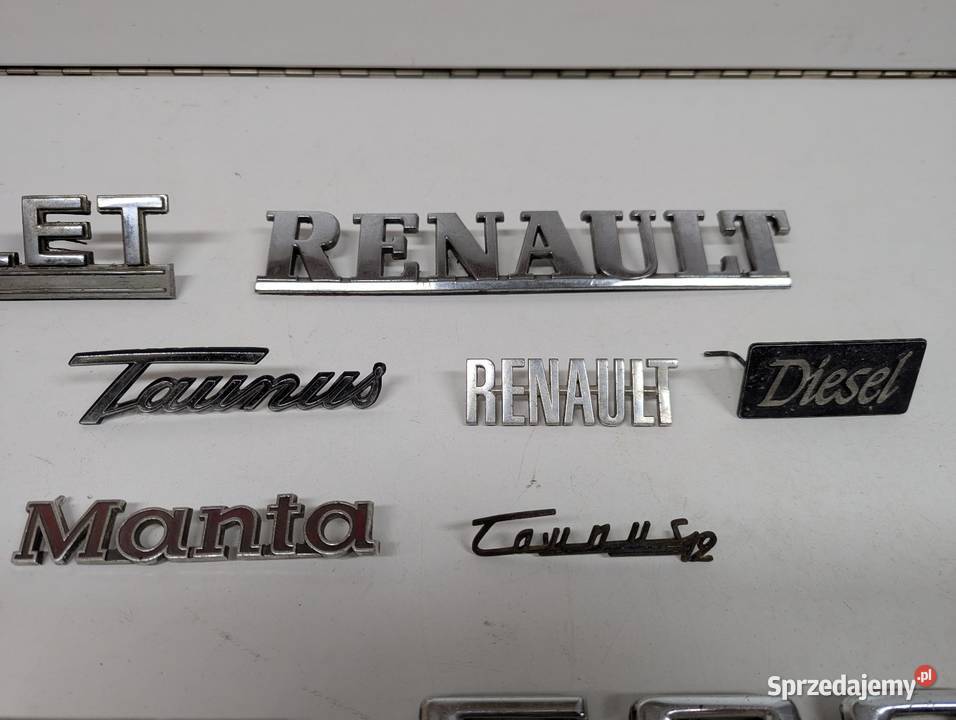 LET
RENAULT
Taunus
RENAULT
Diesel
Manta
Taunus 12
Sprzedajemy.pl